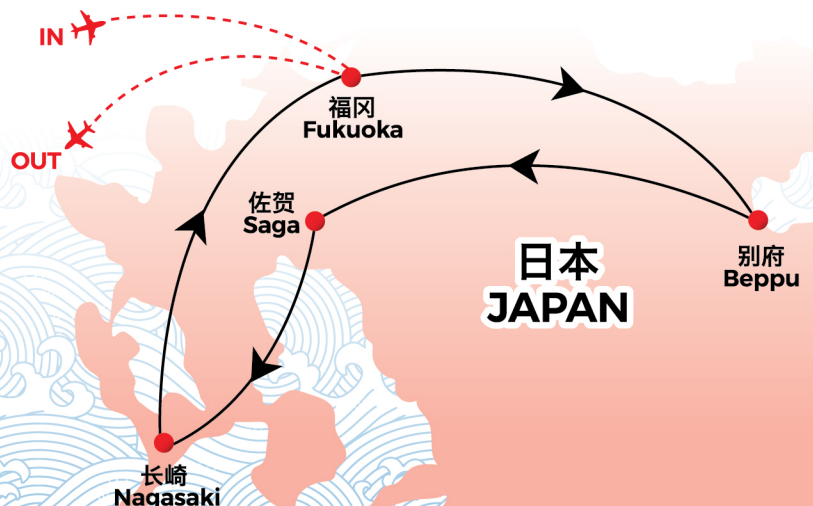 IN
OUT
福冈
Fukuoka
佐贺
Saga
日本
JAPAN
别府
Beppu
长崎
Nagasaki